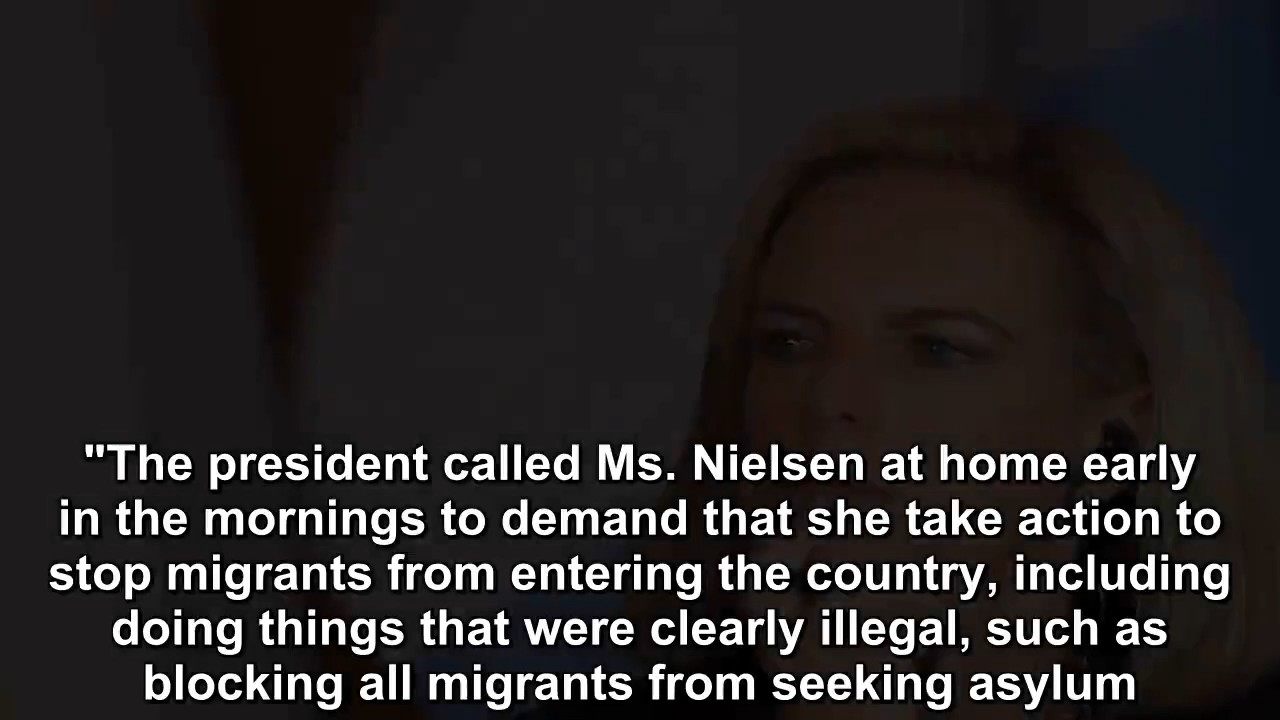 "The president called Ms. Nielsen at home early
in the mornings to demand that she take action to
stop migrants from entering the country, including
doing things that were clearly illegal, such as
blocking all migrants from seeking asylum